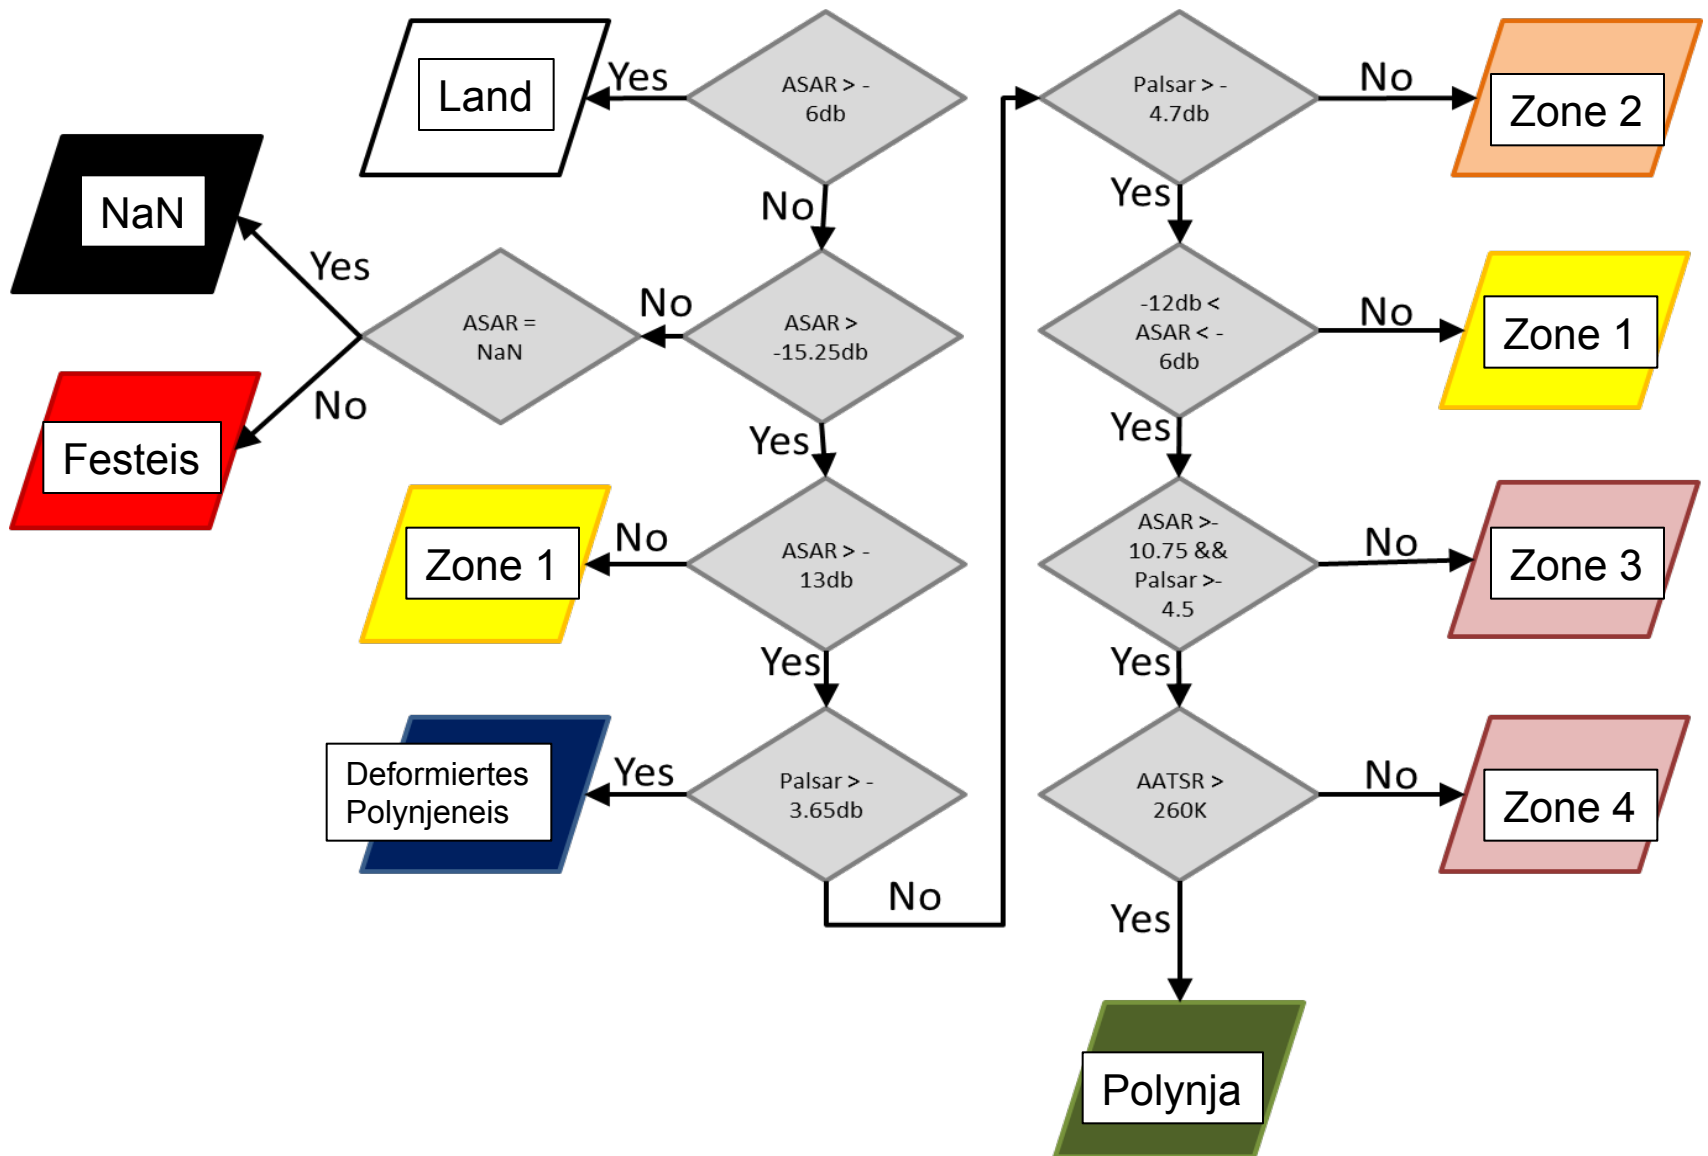 Land
Yes
ASAR > -
6db
No
NaN
Yes
No
Festeis
ASAR =
NaN
No
ASAR >
-15.25db
Yes
Zone 1
No
ASAR > -
13db
Yes
Deformiertes
Polynjeneis
Yes
Palsar > -
3.65db
No
Palsar > -
4.7db
No
Zone 2
Yes
-12db <
ASAR < -
6db
No
Zone 1
Yes
ASAR >-
10.75 &&
Palsar >-
4.5
No
Zone 3
Yes
AATSR >
260K
No
Zone 4
Yes
Polynja